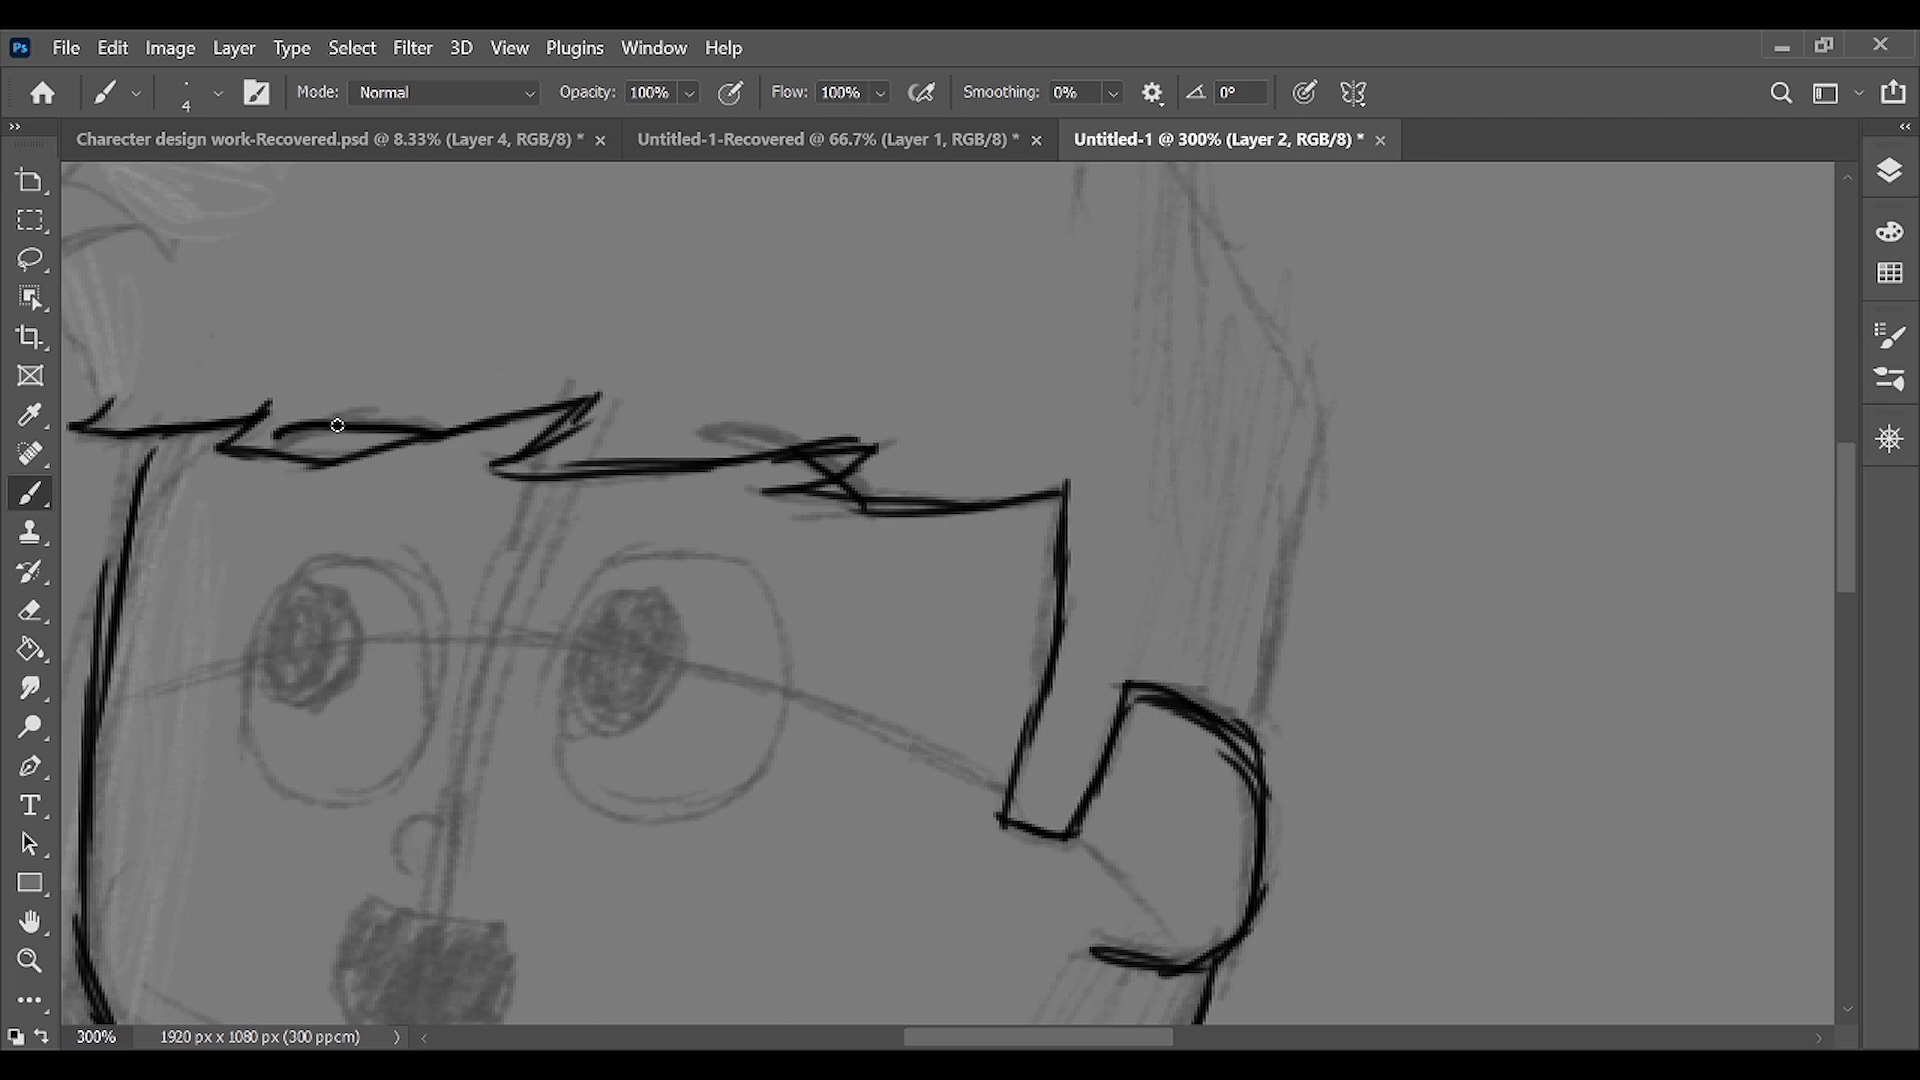 Ps File Edit Image Layer Type Select Filter 3D View Plugins Window Help
4 Mode: Normal Opacity: 100% Flow: 100% Smoothing: 0% 0°
Charecter design work-Recovered.psd @ 8.33% (Layer 4, RGB/8) * Untitled-1-Recovered @ 66.7% (Layer 1, RGB/8) * Untitled-1 @ 300% (Layer 2, RGB/8) *
300% 1920 px x 1080 px (300 ppcm)